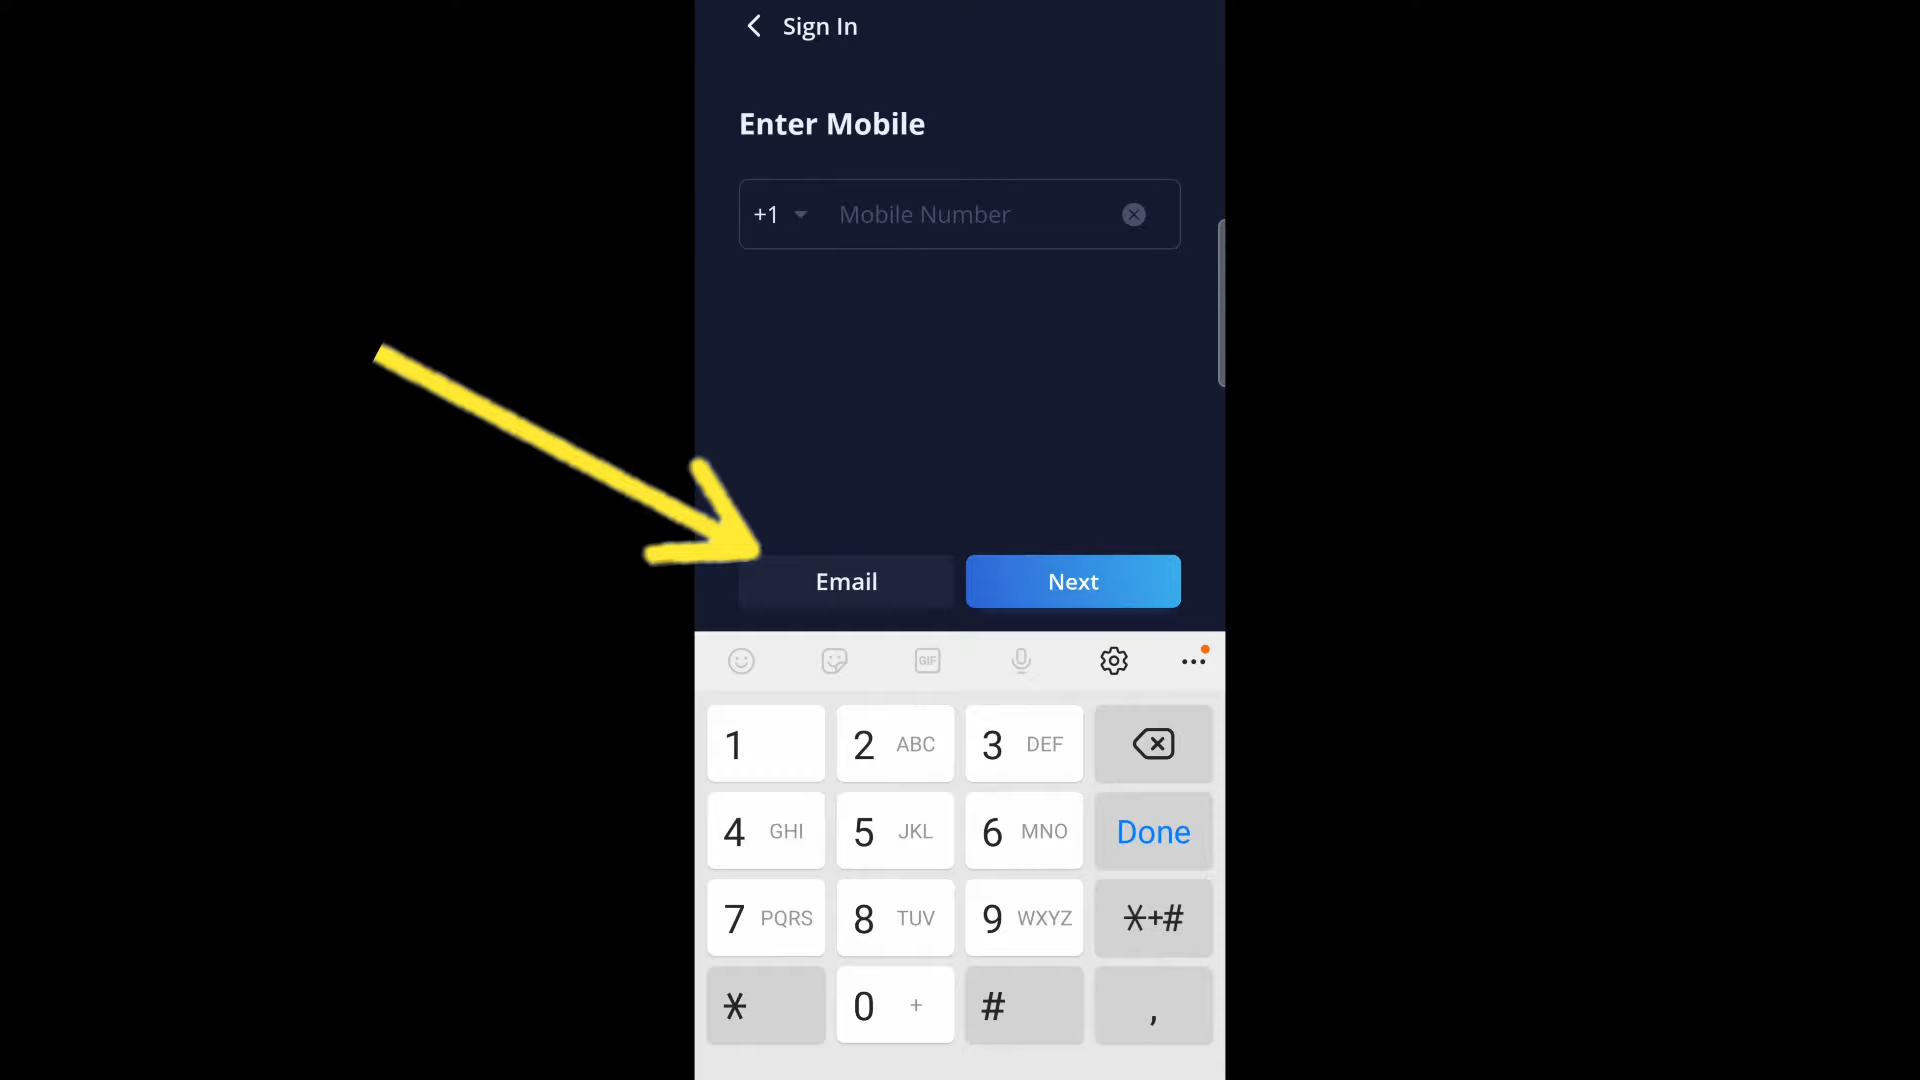 Sign In
Enter Mobile
+1 Mobile Number
Email Next
GIF
1 2 ABC 3 DEF
4 GHI 5 JKL 6 MNO Done
7 PQRS 8 TUV 9 WXYZ *+#
* 0 + # ,